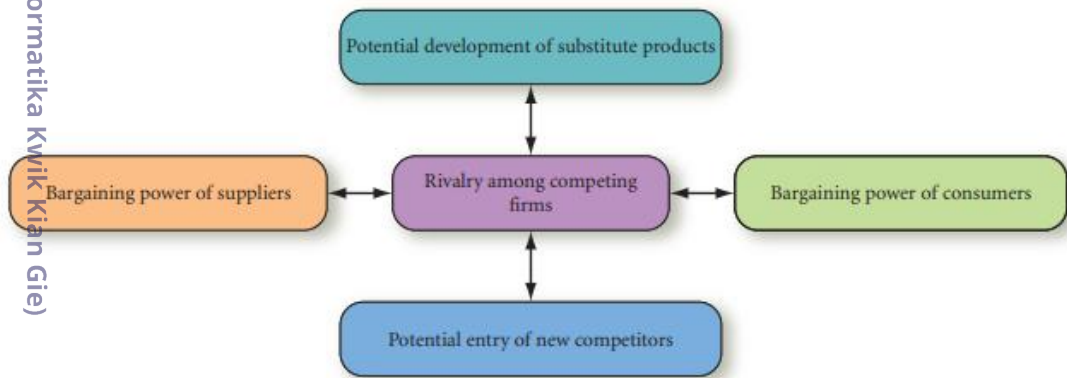 Potential development of substitute products
Bargaining power of suppliers
Rivalry among competing
firms
Bargaining power of consumers
Potential entry of new competitors
ormatika Kwik Kian Gie)